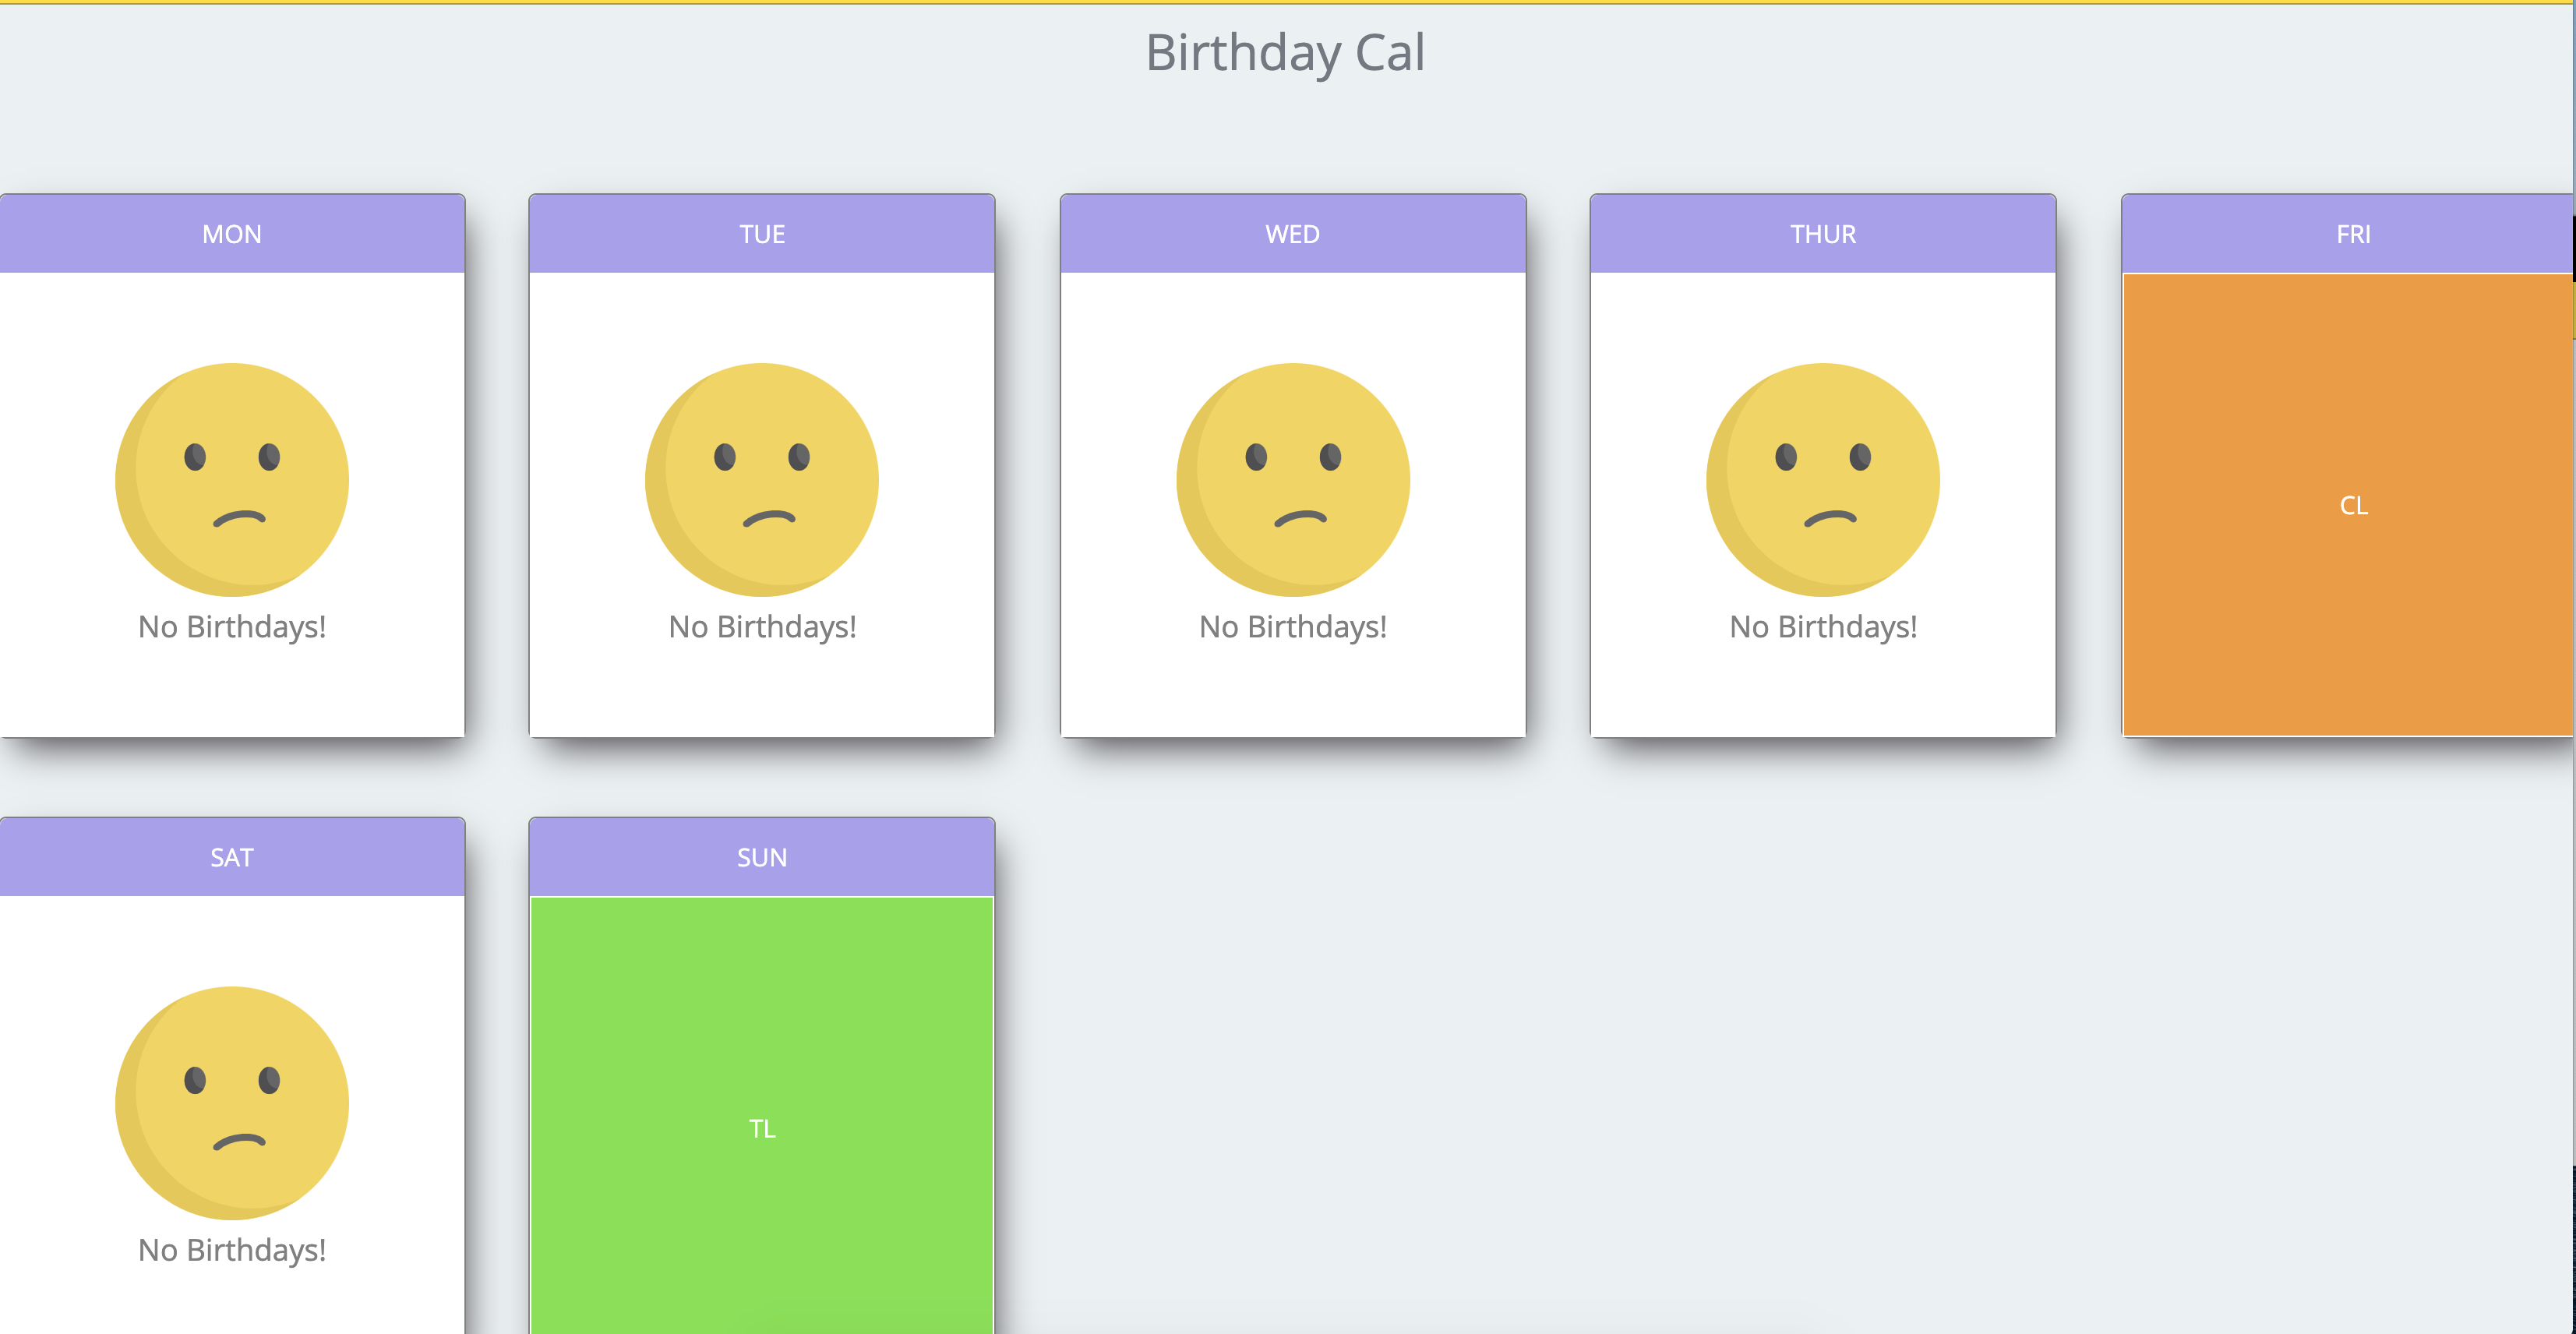 Birthday Cal
MON
TUE
WED
THUR
FRI
No Birthdays!
No Birthdays!
No Birthdays!
No Birthdays!
CL
SAT
SUN
No Birthdays!
TL